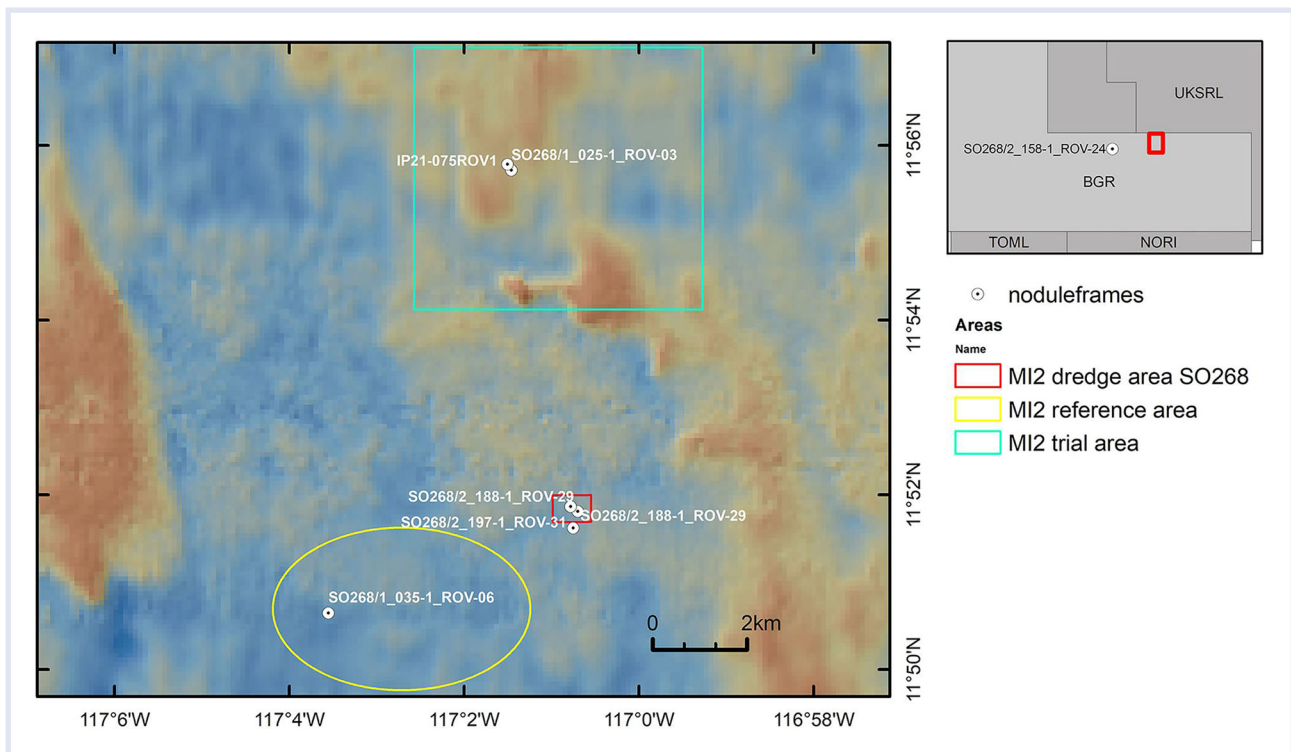 IP21-075ROV1
SO268/1_025-1_ROV-03
SO268/2_188-1_ROV-29
SO268/2_188-1_ROV-29
SO268/2_197-1_ROV-31
SO268/1_035-1_ROV-06
0 2km
11°56'N
11°54'N
11°52'N
11°50'N
117°6'W 117°4'W 117°2'W 117°0'W 116°58'W
UKSRL
SO268/2_158-1_ROV-24
BGR
TOML NORI
noduleframes
Areas
Name
MI2 dredge area SO268
MI2 reference area
MI2 trial area